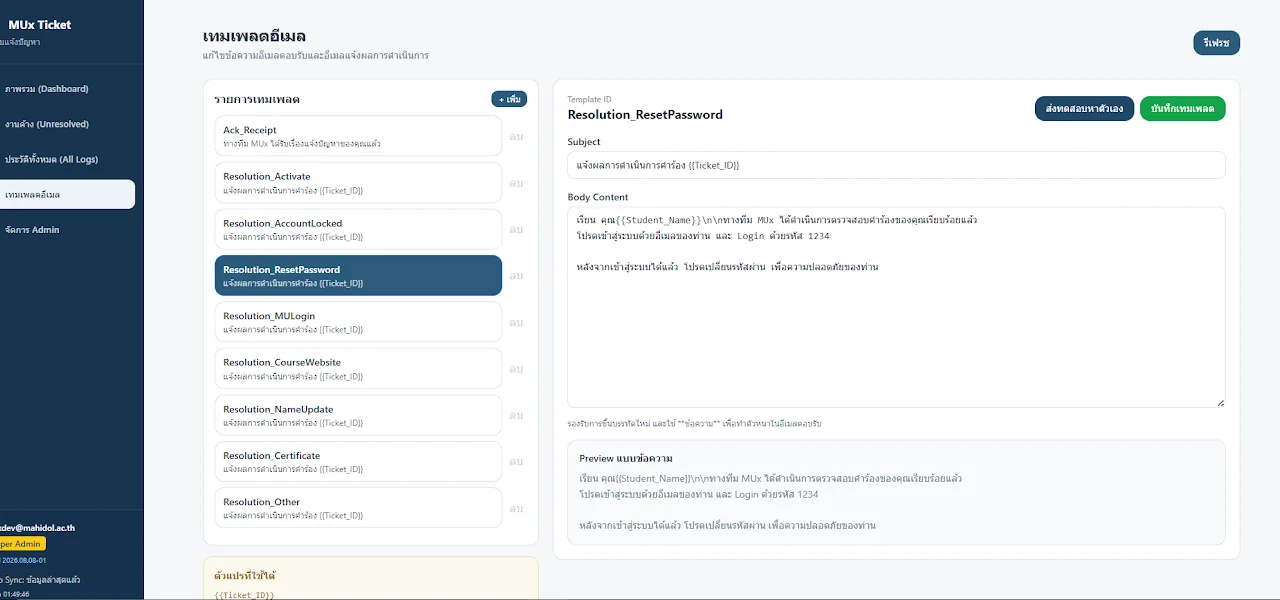 MUx Ticket
บแจ้งปัญหา
ภาพรวม (Dashboard)
งานค้าง (Unresolved)
ประวัติทั้งหมด (All Logs)
เทมเพลตอีเมล
จัดการ Admin
dev@mahidol.ac.th
per Admin
2026.08.08-01
Sync: ข้อมูลล่าสุดแล้ว
01:49:46
เทมเพลตอีเมล
แก้ไขข้อความอีเมลตอบรับและอีเมลแจ้งผลการดำเนินการ
รีเฟรช
รายการเทมเพลต
+ เพิ่ม
Ack_Receipt
ทางทีม MUx ได้รับเรื่องแจ้งปัญหาของคุณแล้ว
ลบ
Resolution_Activate
แจ้งผลการดำเนินการคำร้อง {{Ticket_ID}}
ลบ
Resolution_AccountLocked
แจ้งผลการดำเนินการคำร้อง {{Ticket_ID}}
ลบ
Resolution_ResetPassword
แจ้งผลการดำเนินการคำร้อง {{Ticket_ID}}
ลบ
Resolution_MULogin
แจ้งผลการดำเนินการคำร้อง {{Ticket_ID}}
ลบ
Resolution_CourseWebsite
แจ้งผลการดำเนินการคำร้อง {{Ticket_ID}}
ลบ
Resolution_NameUpdate
แจ้งผลการดำเนินการคำร้อง {{Ticket_ID}}
ลบ
Resolution_Certificate
แจ้งผลการดำเนินการคำร้อง {{Ticket_ID}}
ลบ
Resolution_Other
แจ้งผลการดำเนินการคำร้อง {{Ticket_ID}}
ลบ
ตัวแปรที่ใช้ได้
{{Ticket_ID}}
Template ID
Resolution_ResetPassword
ส่งทดสอบหาตัวเอง
บันทึกเทมเพลต
Subject
แจ้งผลการดำเนินการคำร้อง {{Ticket_ID}}
Body Content
เรียน คุณ{{Student_Name}}\n\nทางทีม MUx ได้ดำเนินการตรวจสอบคำร้องของคุณเรียบร้อยแล้ว
โปรดเข้าสู่ระบบด้วยอีเมลของท่าน และ Login ด้วยรหัส 1234
หลังจากเข้าสู่ระบบได้แล้ว โปรดเปลี่ยนรหัสผ่าน เพื่อความปลอดภัยของท่าน
รองรับการขึ้นบรรทัดใหม่ และใช้ **ข้อความ** เพื่อทำตัวหนาในอีเมลตอบรับ
Preview แบบข้อความ
เรียน คุณ{{Student_Name}}\n\nทางทีม MUx ได้ดำเนินการตรวจสอบคำร้องของคุณเรียบร้อยแล้ว
โปรดเข้าสู่ระบบด้วยอีเมลของท่าน และ Login ด้วยรหัส 1234
หลังจากเข้าสู่ระบบได้แล้ว โปรดเปลี่ยนรหัสผ่าน เพื่อความปลอดภัยของท่าน